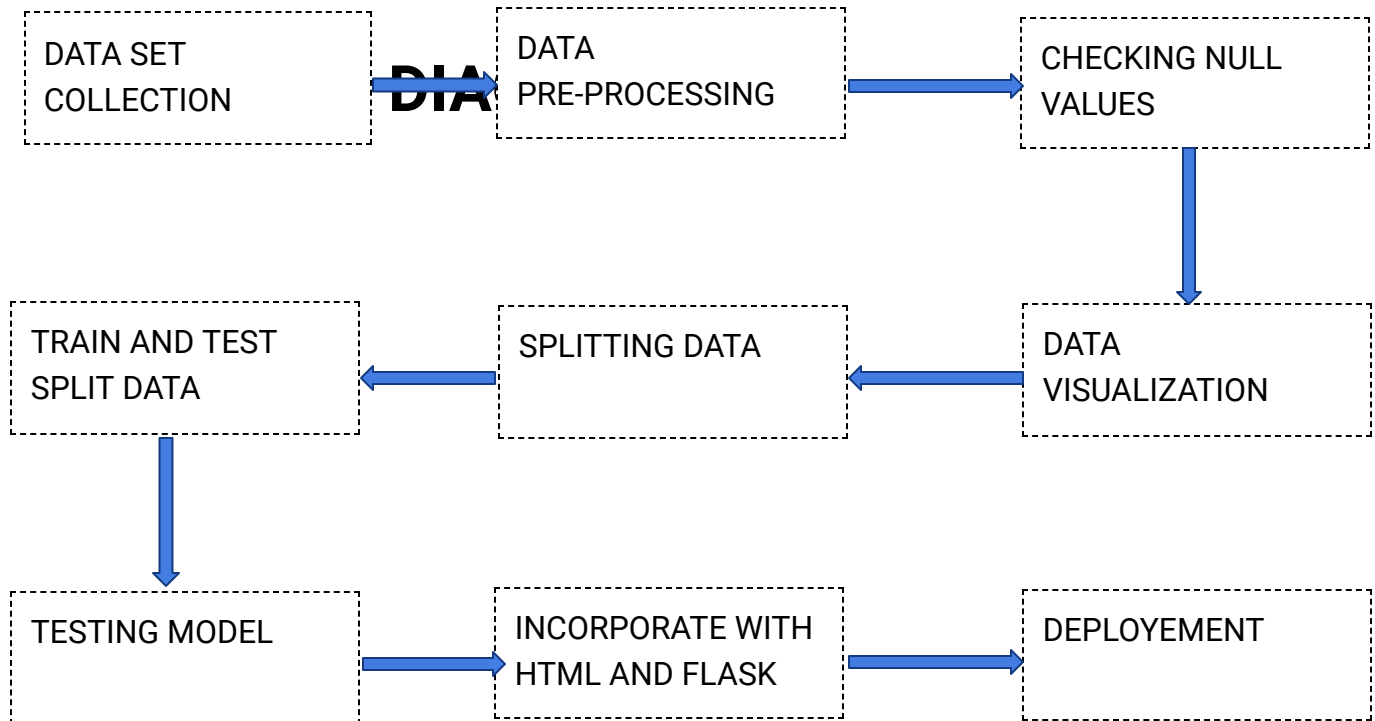 DATA SET
COLLECTION
DIA
DATA
PRE-PROCESSING
CHECKING NULL
VALUES
TRAIN AND TEST
SPLIT DATA
SPLITTING DATA
DATA
VISUALIZATION
TESTING MODEL
INCORPORATE WITH
HTML AND FLASK
DEPLOYEMENT